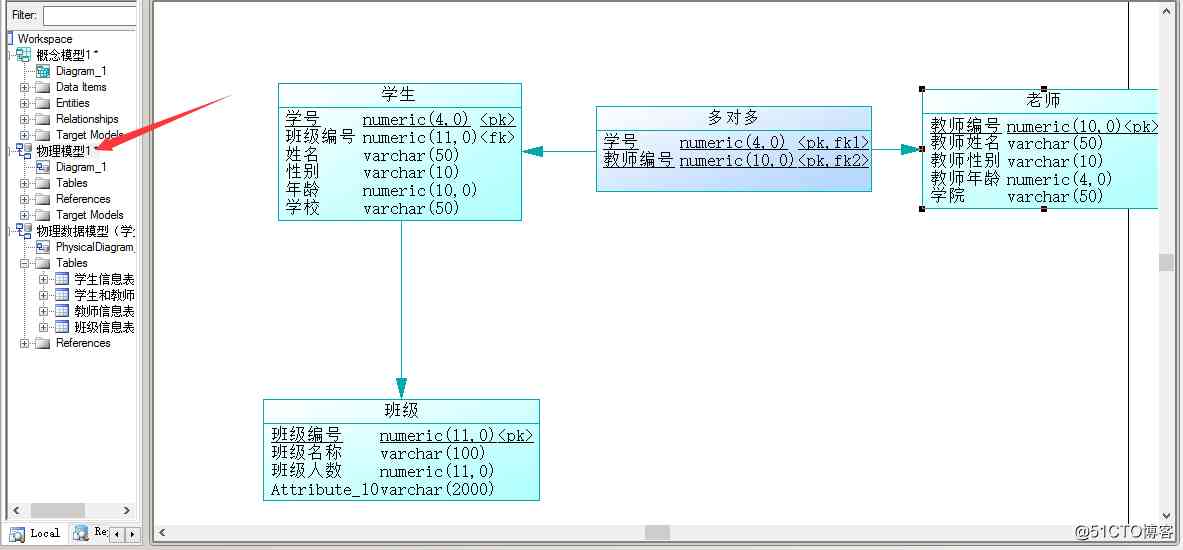 Filter:
Workspace
概念模型1 *
Diagram_1
Data Items
Entities
Relationships
Target Models
物理模型1 *
Diagram_1
Tables
References
Target Models
物理数据模型（学
PhysicalDiagram_
Tables
学生信息表
学生和教师
教师信息表
班级信息表
References
Local
Re
学生
学号 numeric(4,0) <pk>
班级编号 numeric(11,0)<fk>
姓名 varchar(50)
性别 varchar(10)
年龄 numeric(10,0)
学校 varchar(50)
多对多
学号 numeric(4,0) <pk,fk1>
教师编号 numeric(10,0)<pk,fk2>
老师
教师编号 numeric(10,0)<pk>
教师姓名 varchar(50)
教师性别 varchar(10)
教师年龄 numeric(4,0)
学院 varchar(50)
班级
班级编号 numeric(11,0)<pk>
班级名称 varchar(100)
班级人数 numeric(11,0)
Attribute_10varchar(2000)
@51CTO博客